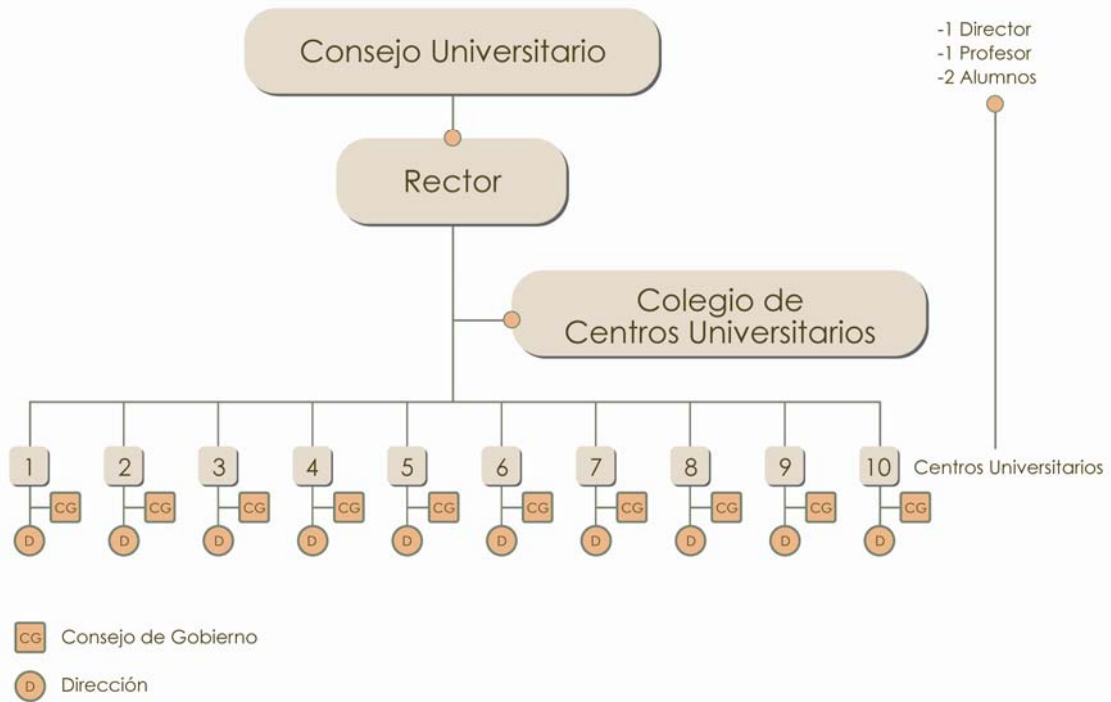 Consejo Universitario
-1 Director
-1 Profesor
-2 Alumnos
Rector
Colegio de
Centros Universitarios
1 2 3 4 5 6 7 8 9 10 Centros Universitarios
CG CG CG CG CG CG CG CG CG CG
D D D D D D D D D D
CG Consejo de Gobierno
D Dirección